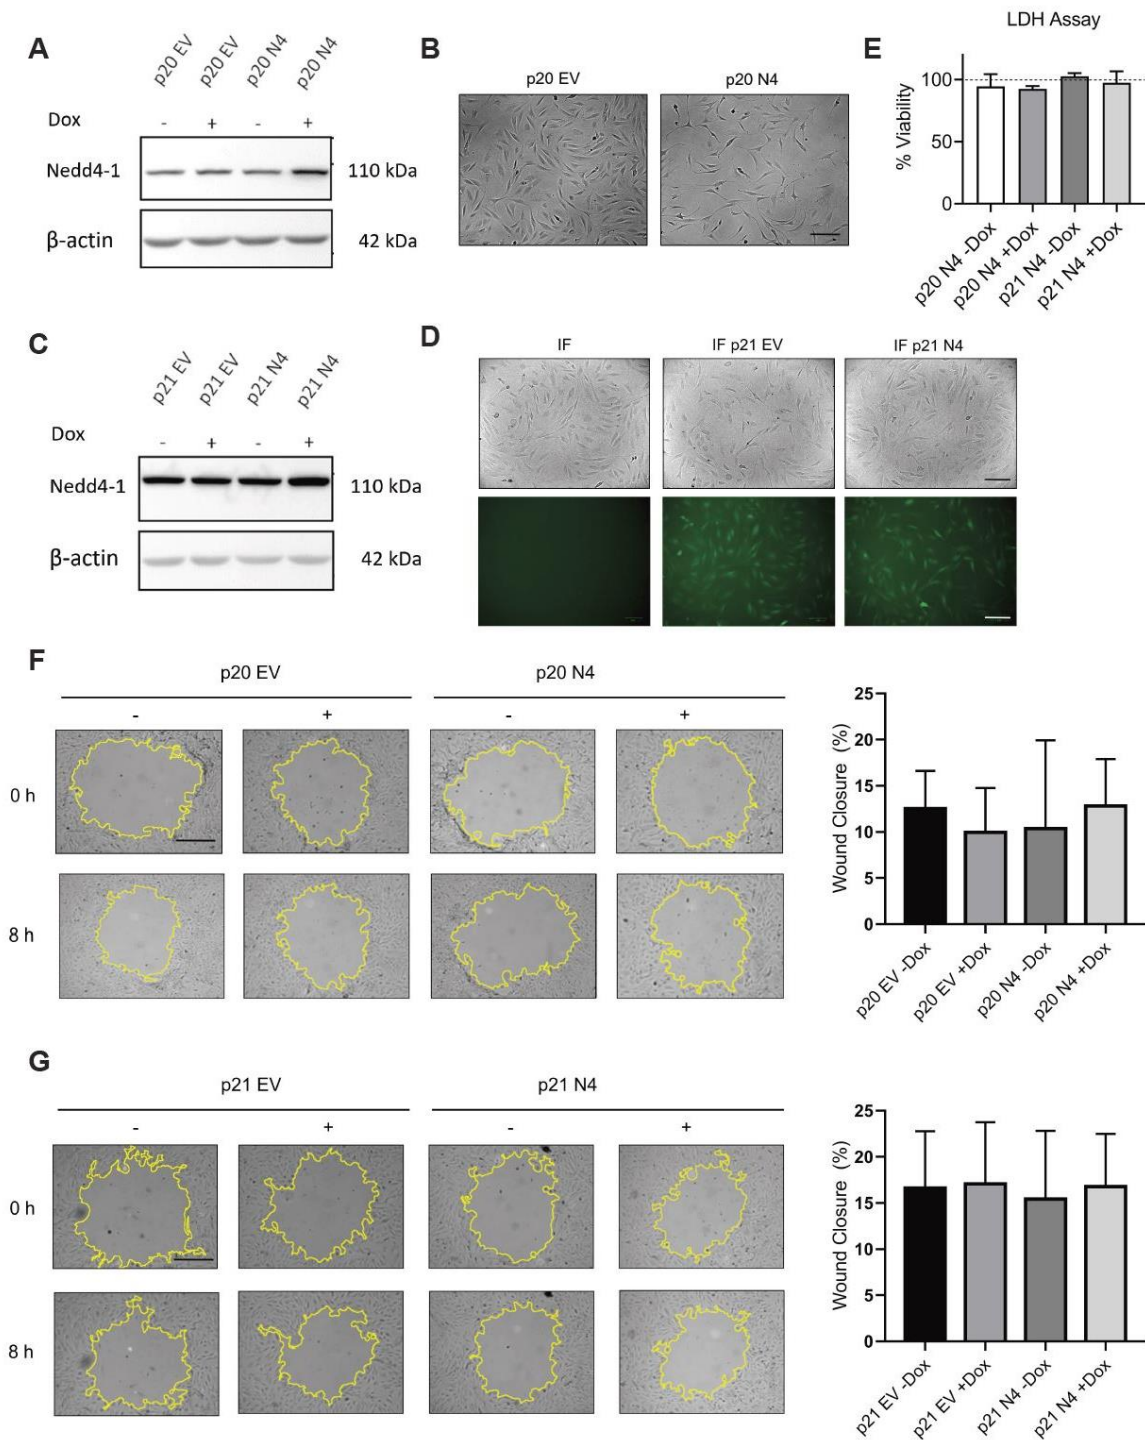 A
p20 EV
p20 EV
p20 N4
p20 N4
Dox
- + - +
Nedd4-1
110 kDa
β-actin
42 kDa
B
p20 EV
p20 N4
E
LDH Assay
% Viability
100
50
0
p20 N4 -Dox
p20 N4 +Dox
p21 N4 -Dox
p21 N4 +Dox
C
p21 EV
p21 EV
p21 N4
p21 N4
Dox
- + - +
Nedd4-1
110 kDa
β-actin
42 kDa
D
IF
IF p21 EV
IF p21 N4
F
p20 EV
p20 N4
- + - +
0 h
8 h
Wound Closure (%)
25
20
15
10
5
0
p20 EV -Dox
p20 EV +Dox
p20 N4 -Dox
p20 N4 +Dox
G
p21 EV
p21 N4
- + - +
0 h
8 h
Wound Closure (%)
25
20
15
10
5
0
p21 EV -Dox
p21 EV +Dox
p21 N4 -Dox
p21 N4 +Dox